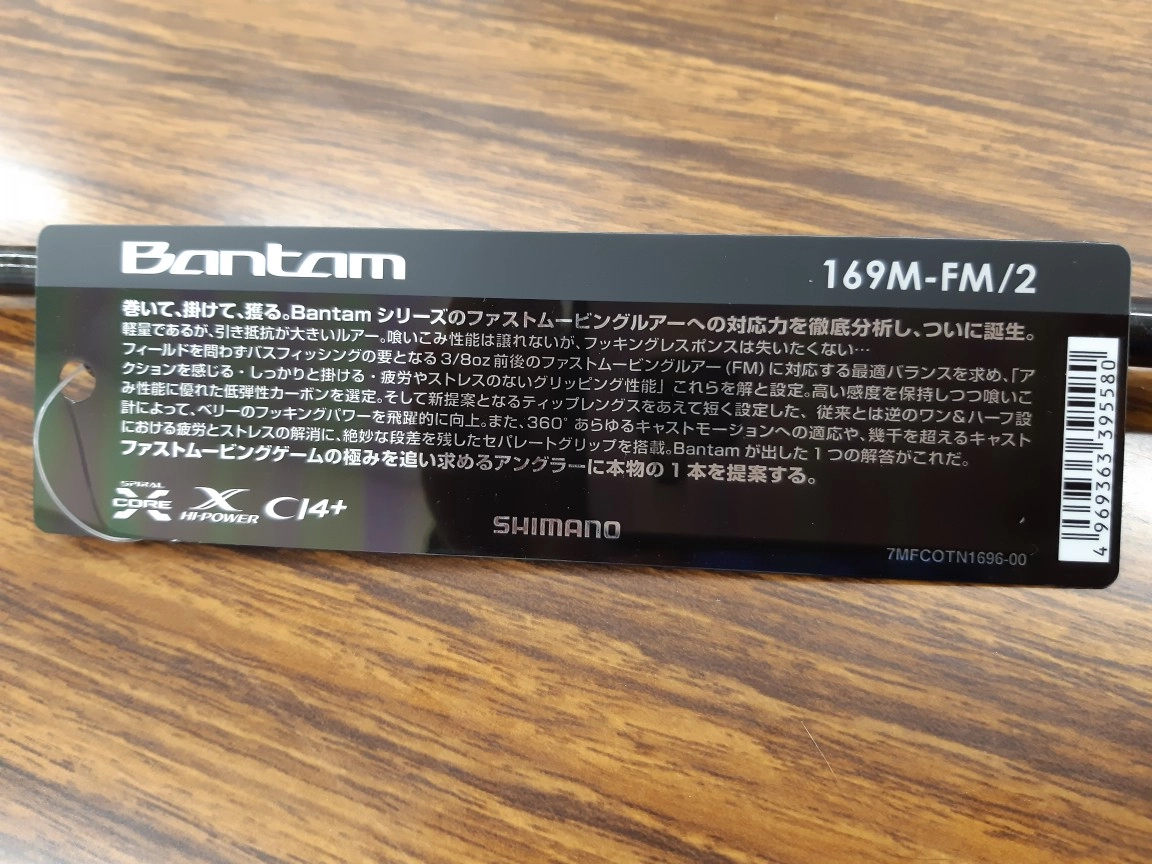 Bantam
169M-FM/2
巻いて、掛けて、獲る。Bantam シリーズのファストムービングルアーへの対応力を徹底分析し、ついに誕生。
軽量であるが、引き抵抗が大きいルアー。喰いこみ性能は譲れないが、フッキングレスポンスは失いたくない…
フィールドを問わずバスフィッシングの要となる3/8oz前後のファストムービングルアー(FM)に対応する最適バランスを求め、「ア
クションを感じる・しっかりと掛ける・疲労やストレスのないグリッピング性能」これらを解と設定。高い感度を保持しつつ喰いこ
み性能に優れた低弾性カーボンを選定。そして新提案となるティップレングスをあえて短く設定した、従来とは逆のワン&ハーフ設
計によって、ベリーのフッキングパワーを飛躍的に向上。また、360°あらゆるキャストモーションへの適応や、幾千を超えるキャスト
における疲労とストレスの解消に、絶妙な段差を残したセパレートグリップを搭載。Bantamが出した1つの解答がこれだ。
ファストムービングゲームの極みを追い求めるアングラーに本物の1本を提案する。
SPIRAL
X CORE
X HI-POWER
CI4+
SHIMANO
7MFCOTN1696-00
4 969363 395580